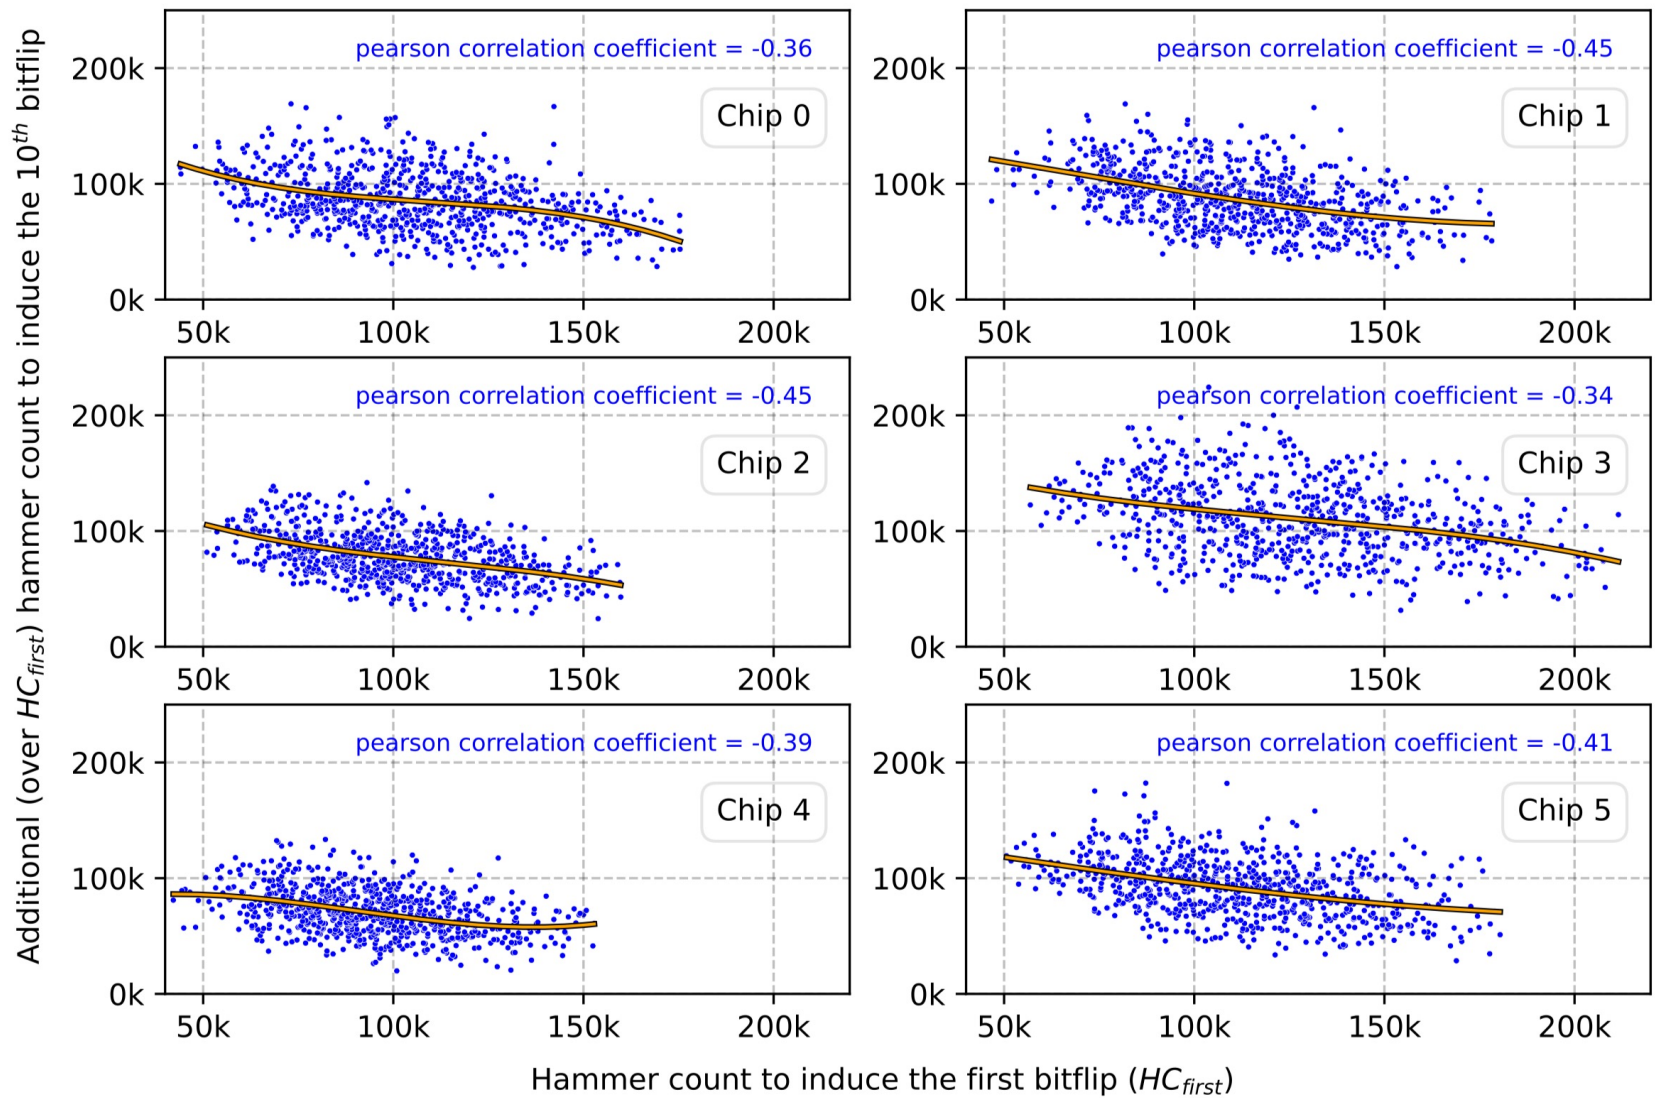 Additional (over HC_first) hammer count to induce the 10^th bitflip
pearson correlation coefficient = -0.36
Chip 0
200k
100k
0k
50k 100k 150k 200k
pearson correlation coefficient = -0.45
Chip 1
200k
100k
0k
50k 100k 150k 200k
pearson correlation coefficient = -0.45
Chip 2
200k
100k
0k
50k 100k 150k 200k
pearson correlation coefficient = -0.34
Chip 3
200k
100k
0k
50k 100k 150k 200k
pearson correlation coefficient = -0.39
Chip 4
200k
100k
0k
50k 100k 150k 200k
pearson correlation coefficient = -0.41
Chip 5
200k
100k
0k
50k 100k 150k 200k
Hammer count to induce the first bitflip (HC_first)